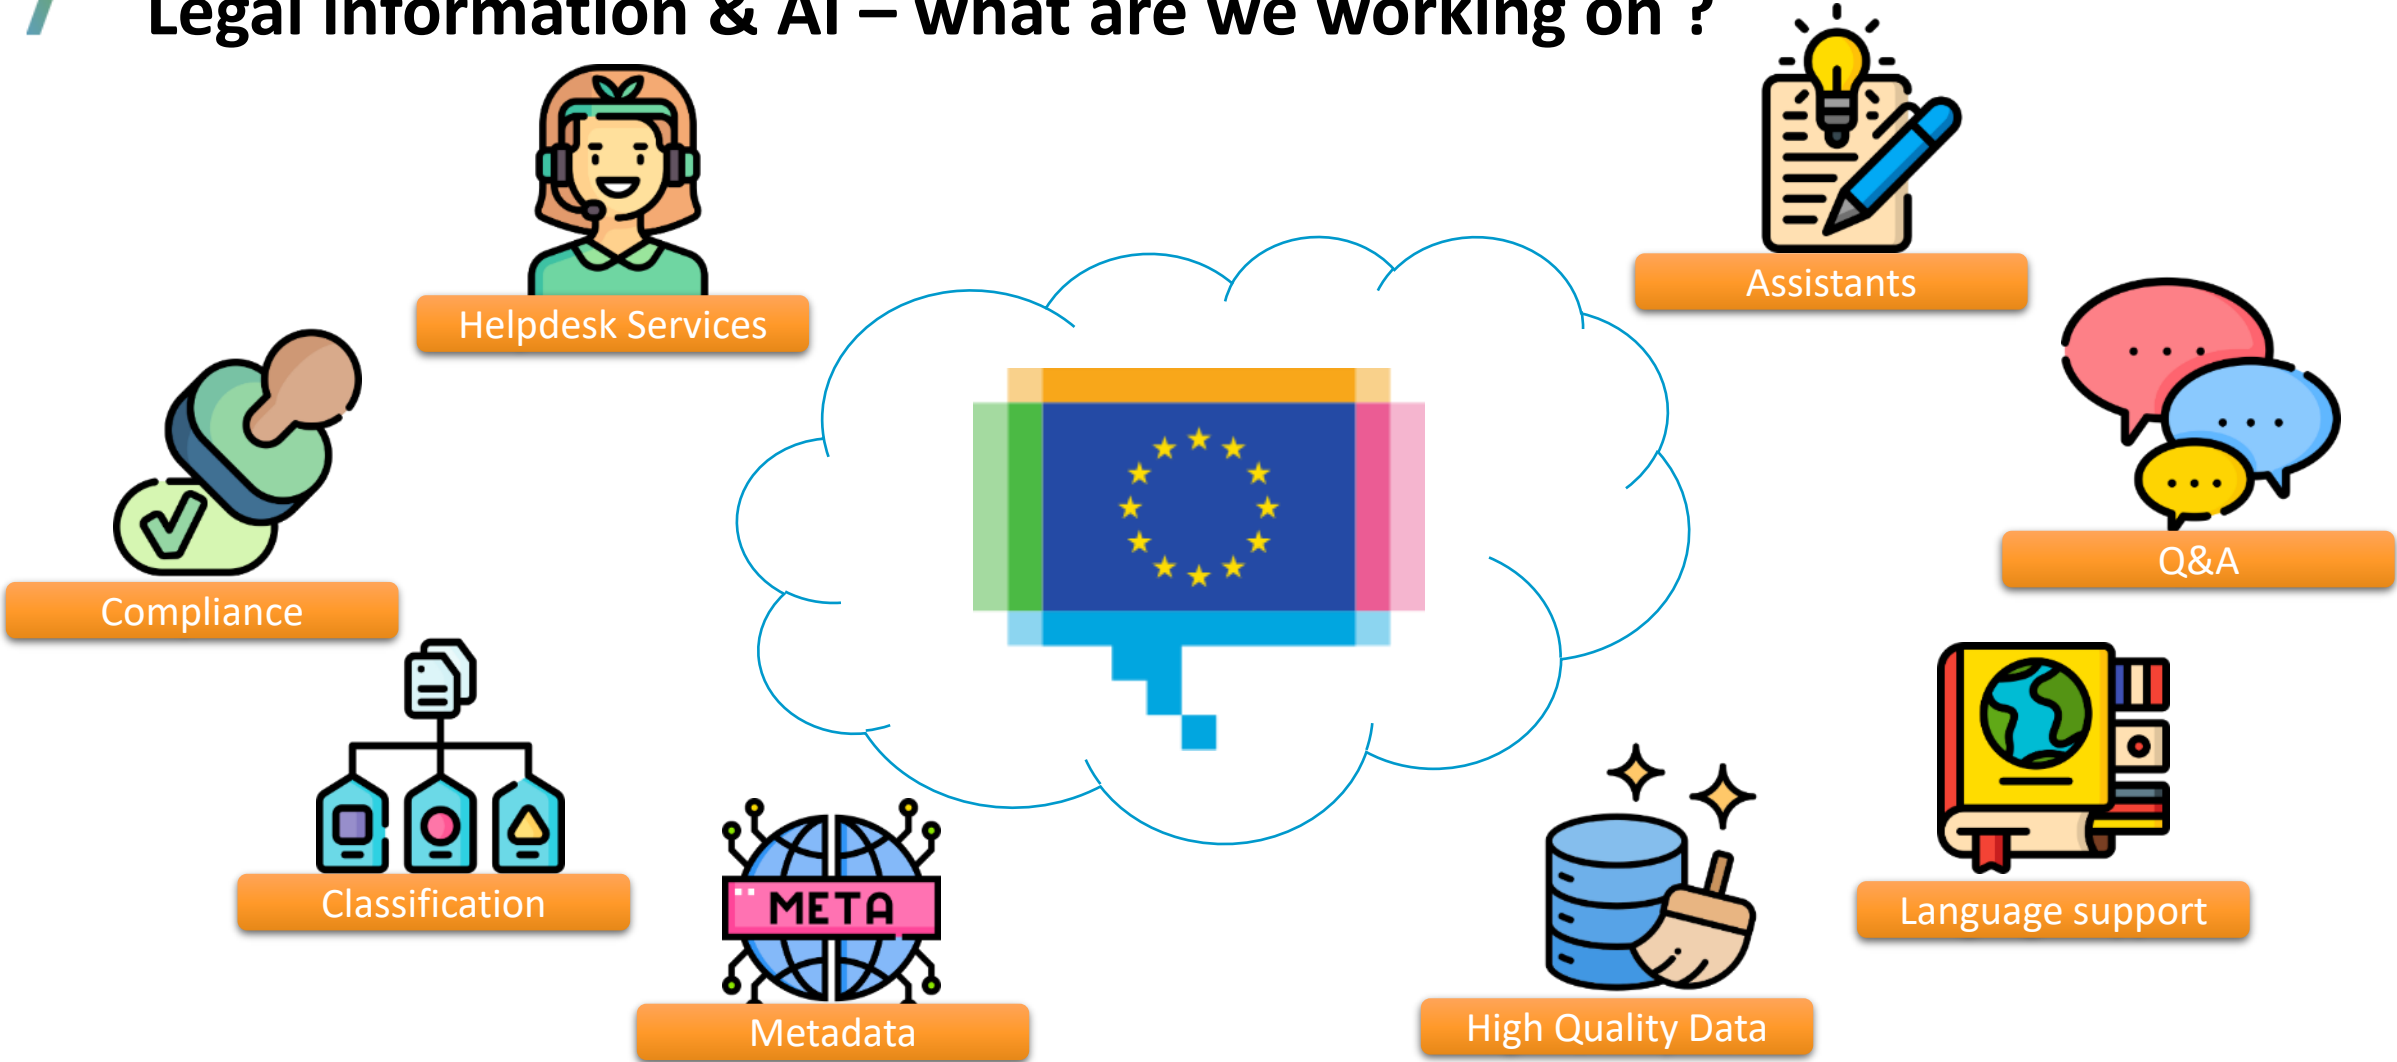 Legal Information & AI – what are we working on ?
Assistants
Helpdesk Services
Q&A
Compliance
Classification
META
Language support
Metadata
High Quality Data